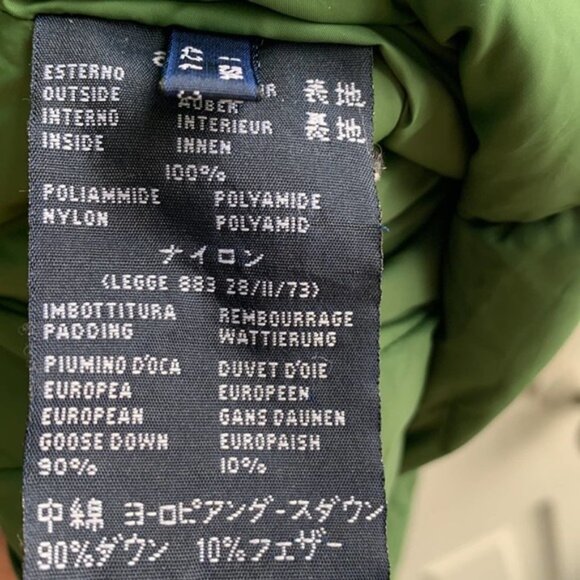 ESTERNO
OUTSIDE AUßEN 表地
INTERNO INTERIEUR 裏地
INSIDE INNEN
100%
POLIAMMIDE POLYAMIDE
NYLON POLYAMID
ナイロン
(LEGGE 883 28/11/73)
IMBOTTITURA REMBOURRAGE
PADDING WATTIERUNG
PIUMINO D'OCA DUVET D'OIE
EUROPEA EUROPEEN
EUROPEAN GANS DAUNEN
GOOSE DOWN EUROPAISH
90% 10%
中綿 ヨーロピアングースダウン
90%ダウン 10%フェザー